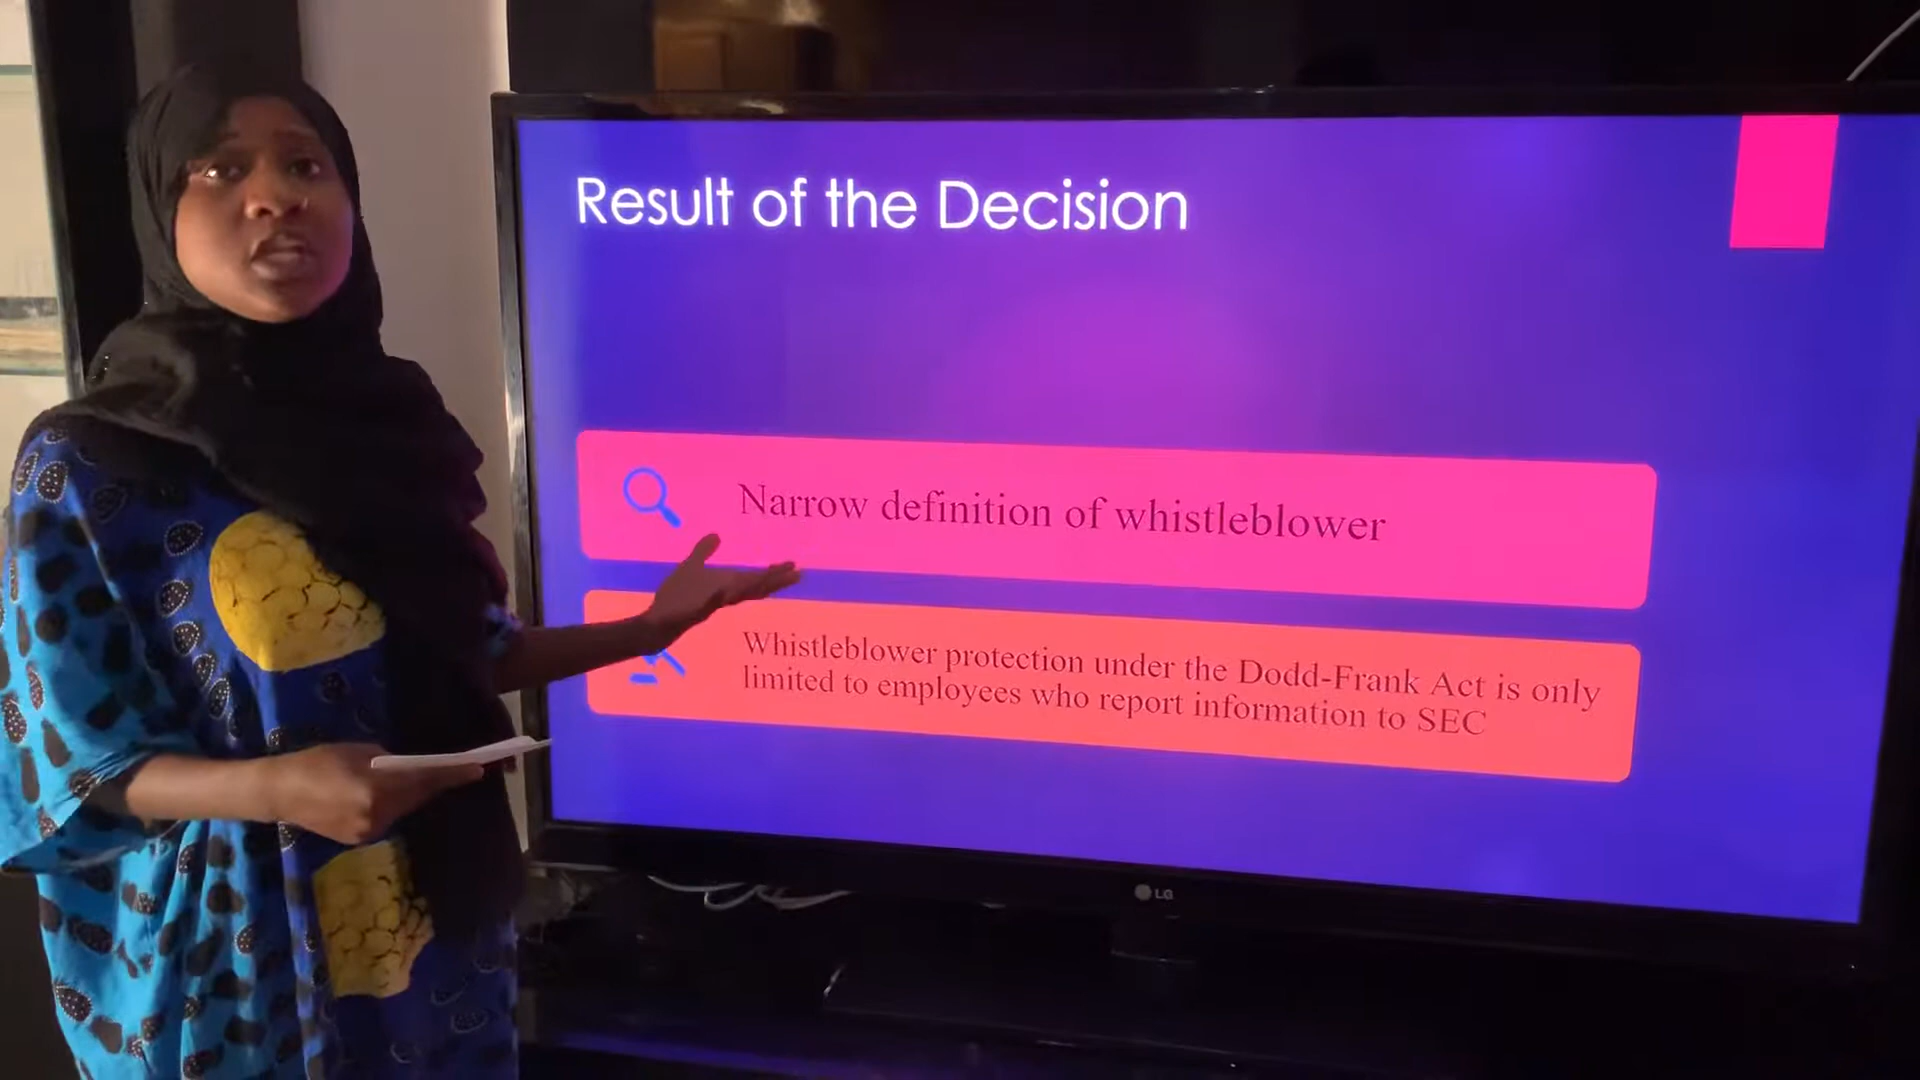 Result of the Decision
Narrow definition of whistleblower
Whistleblower protection under the Dodd-Frank Act is only
limited to employees who report information to SEC
LG